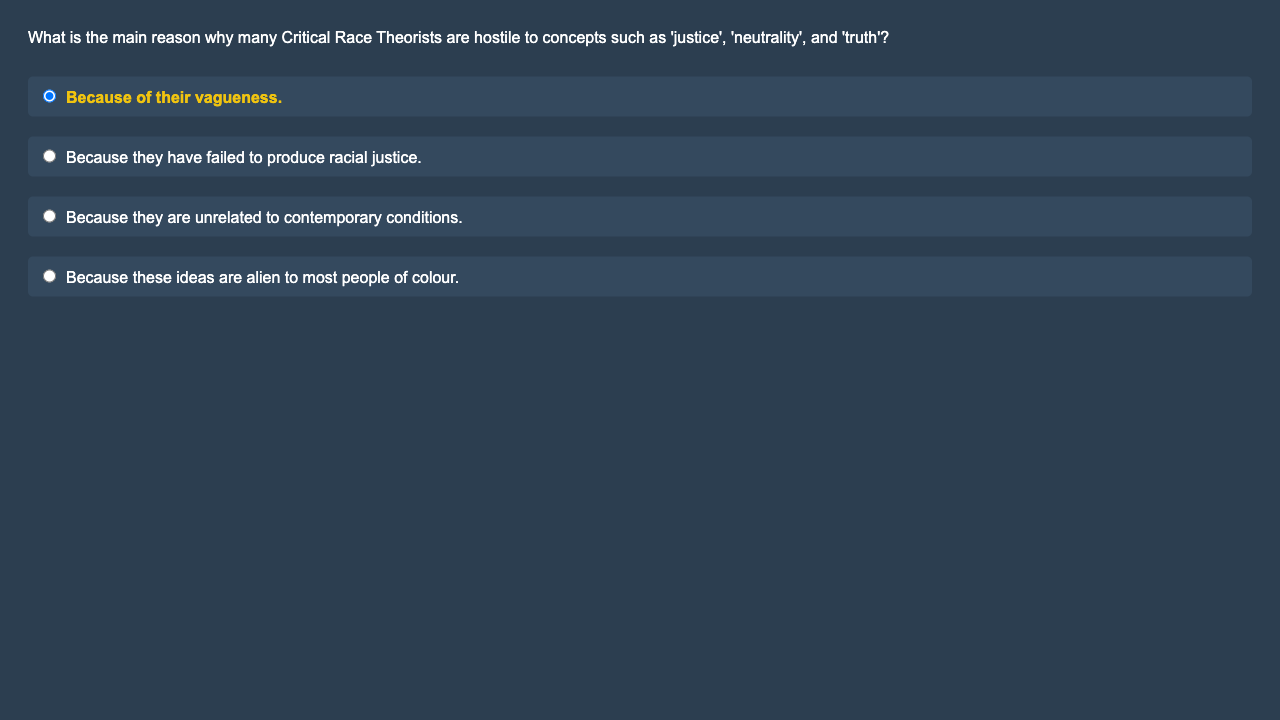 What is the main reason why many Critical Race Theorists are hostile to concepts such as 'justice', 'neutrality', and 'truth'?
Because of their vagueness.
Because they have failed to produce racial justice.
Because they are unrelated to contemporary conditions.
Because these ideas are alien to most people of colour.